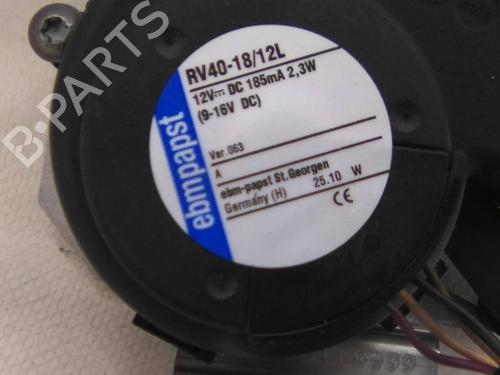 RV40-18/12L
12V⎓ DC 185mA 2,3W
(9-16V DC)
Var.063
A
ebm-papst St.Georgen
Germany (H) 25.10 W
CE
ebmpapst
B-PARTS